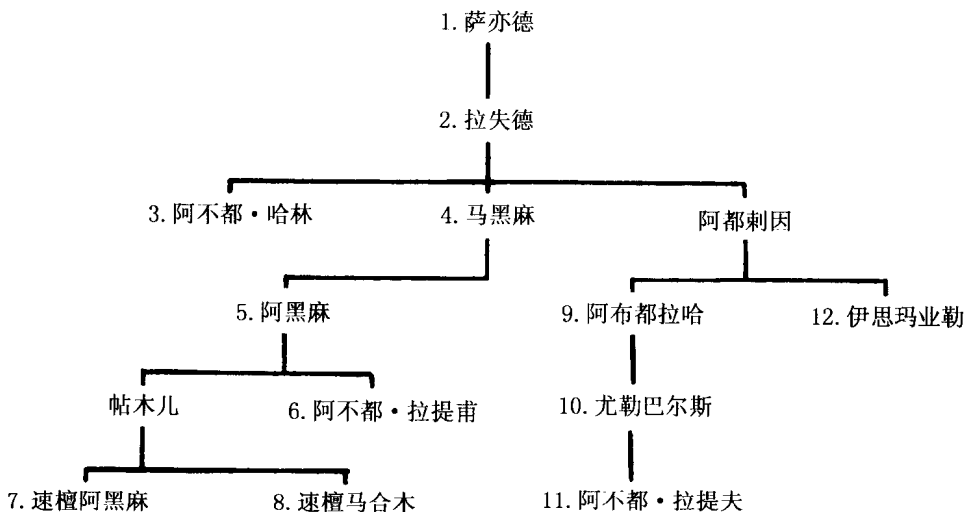 1.萨亦德
2.拉失德
3.阿不都·哈林 4.马黑麻 阿都剌因
5.阿黑麻 9.阿布都拉哈 12.伊思玛业勒
帖木儿 6.阿不都·拉提甫 10.尤勒巴尔斯
7.速檀阿黑麻 8.速檀马合木 11.阿不都·拉提夫